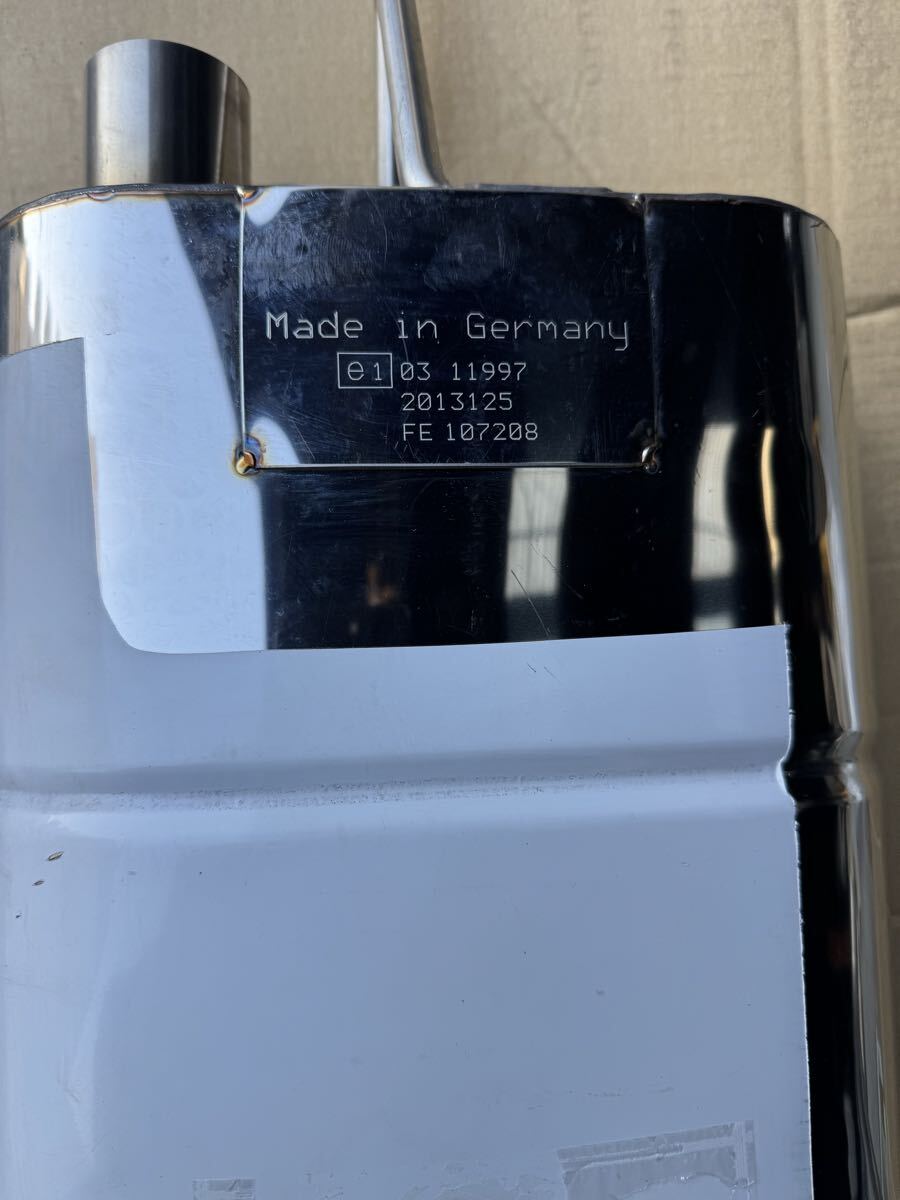 Made in Germany
e1 03 11997
2013125
FE 107208